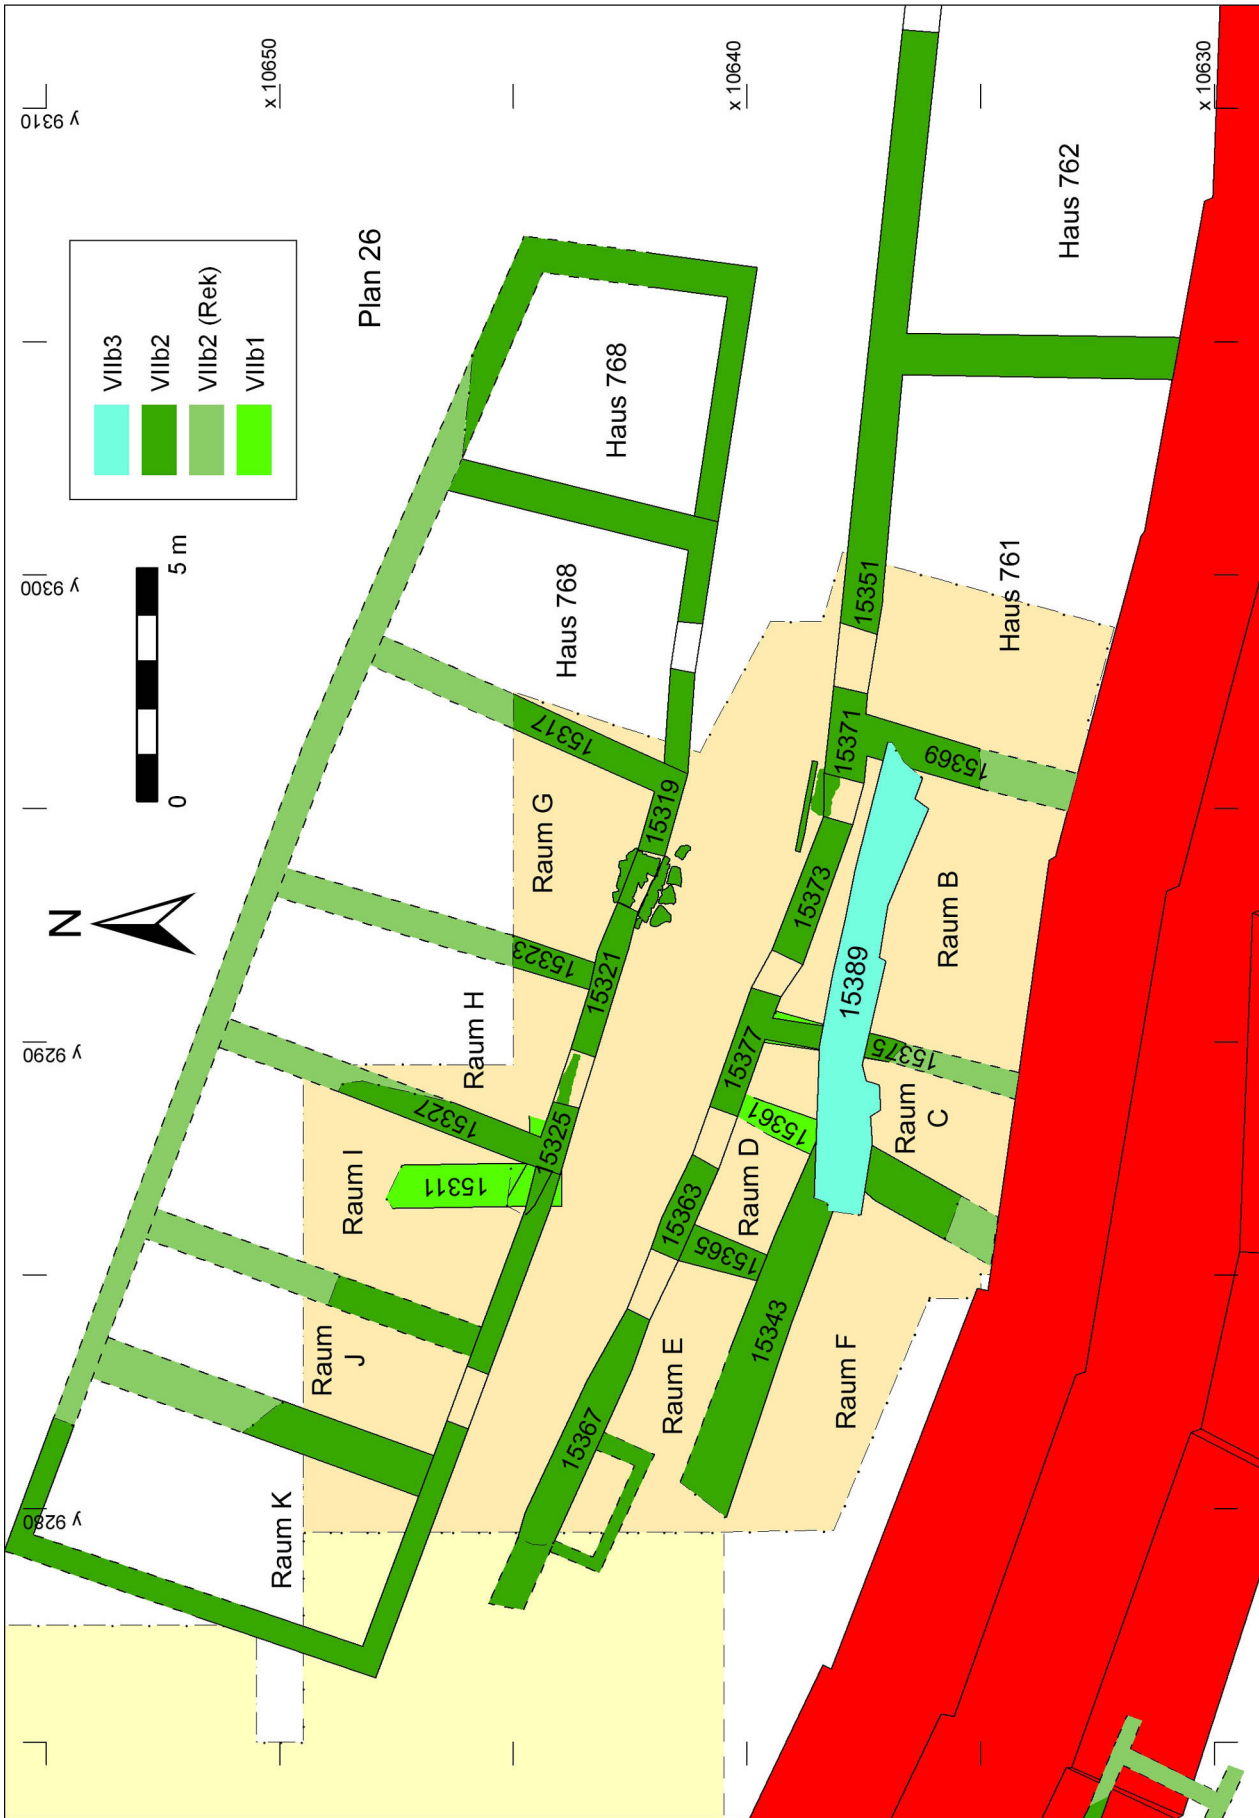 N
0
5 m
VIIb3
VIIb2
VIIb2 (Rek)
VIIb1
Plan 26
y 9280
y 9290
y 9300
y 9310
x 10650
x 10640
x 10630
Raum K
Raum
J
Raum I
Raum H
Raum G
Haus 768
Haus 768
15327
15311
15323
15317
15325
15321
15319
15367
15363
15365
15361
15377
15373
15371
15351
15343
15389
15375
15369
Raum E
Raum D
Raum F
Raum
C
Raum B
Haus 761
Haus 762